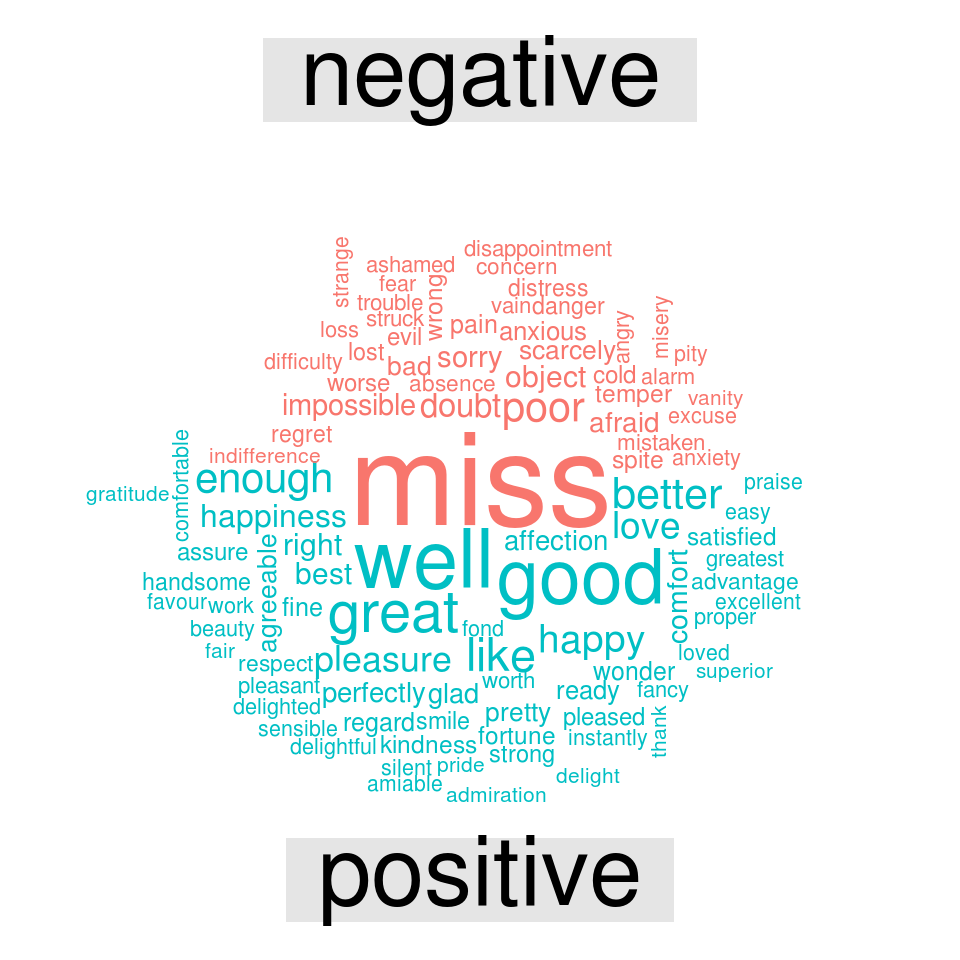 negative
strange
disappointment
ashamed
concern
fear
distress
trouble
wrong
vain
danger
struck
loss
evil
pain
anxious
angry
misery
lost
sorry
scarcely
pity
difficulty
bad
object
cold
alarm
worse
absence
temper
vanity
impossible
doubt
poor
afraid
excuse
regret
mistaken
indifference
miss
spite
anxiety
comfortable
enough
better
praise
gratitude
happiness
love
easy
assure
right
well
affection
satisfied
handsome
agreeable
best
good
comfort
greatest
advantage
favour
work
fine
great
excellent
beauty
fond
happy
proper
fair
respect
pleasure
like
loved
pleasant
perfectly
glad
worth
wonder
superior
delighted
ready
fancy
sensible
regard
smile
pretty
pleased
thank
delightful
kindness
fortune
instantly
silent
pride
strong
amiable
delight
admiration
positive